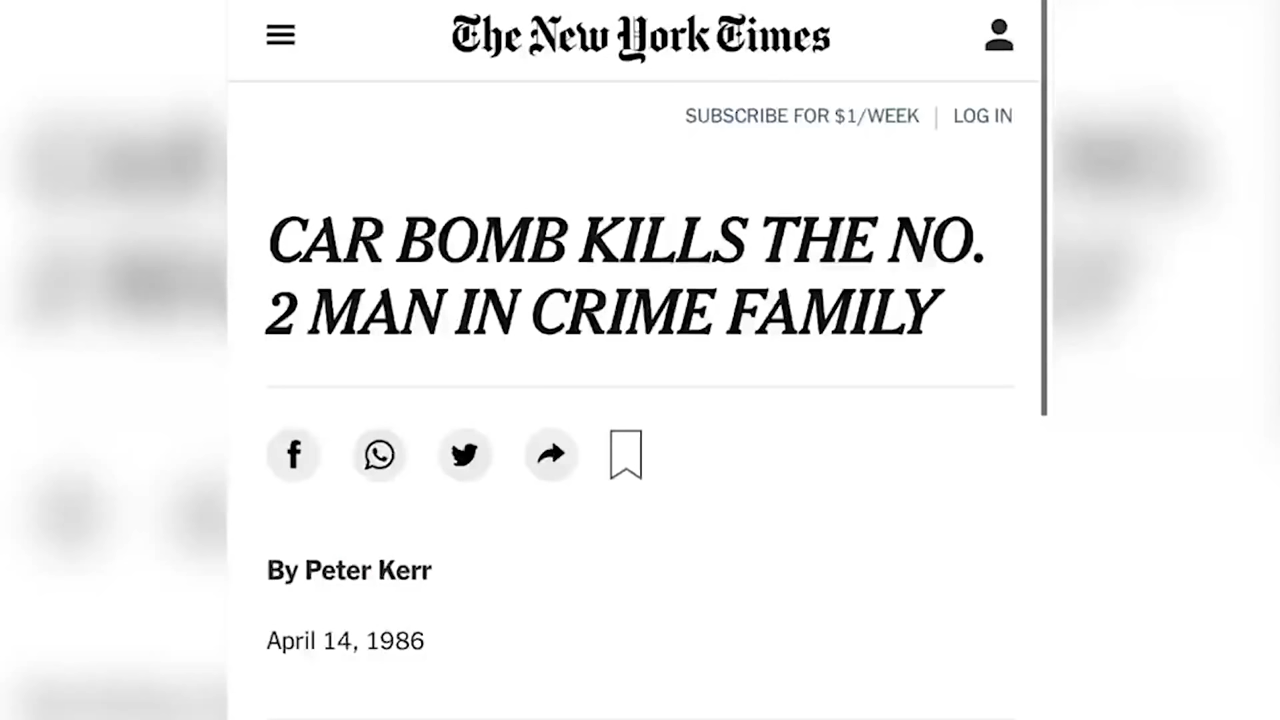 The New York Times
SUBSCRIBE FOR $1/WEEK | LOG IN
CAR BOMB KILLS THE NO.
2 MAN IN CRIME FAMILY
By Peter Kerr
April 14, 1986